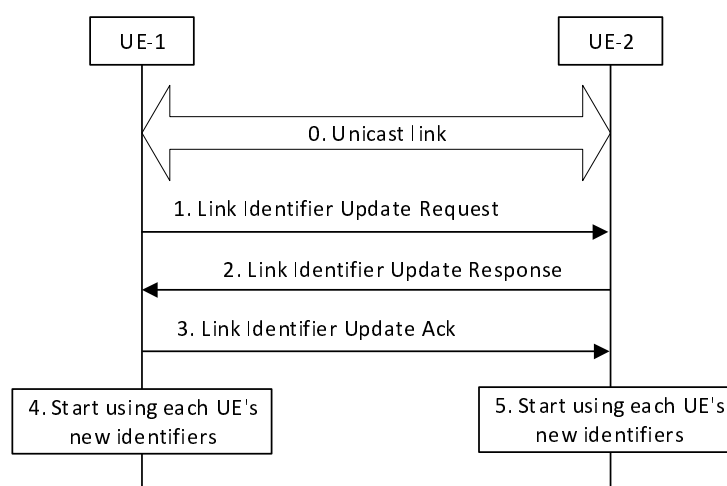 UE-1
UE-2
0. Unicast link
1. Link Identifier Update Request
2. Link Identifier Update Response
3. Link Identifier Update Ack
4. Start using each UE's
new identifiers
5. Start using each UE's
new identifiers